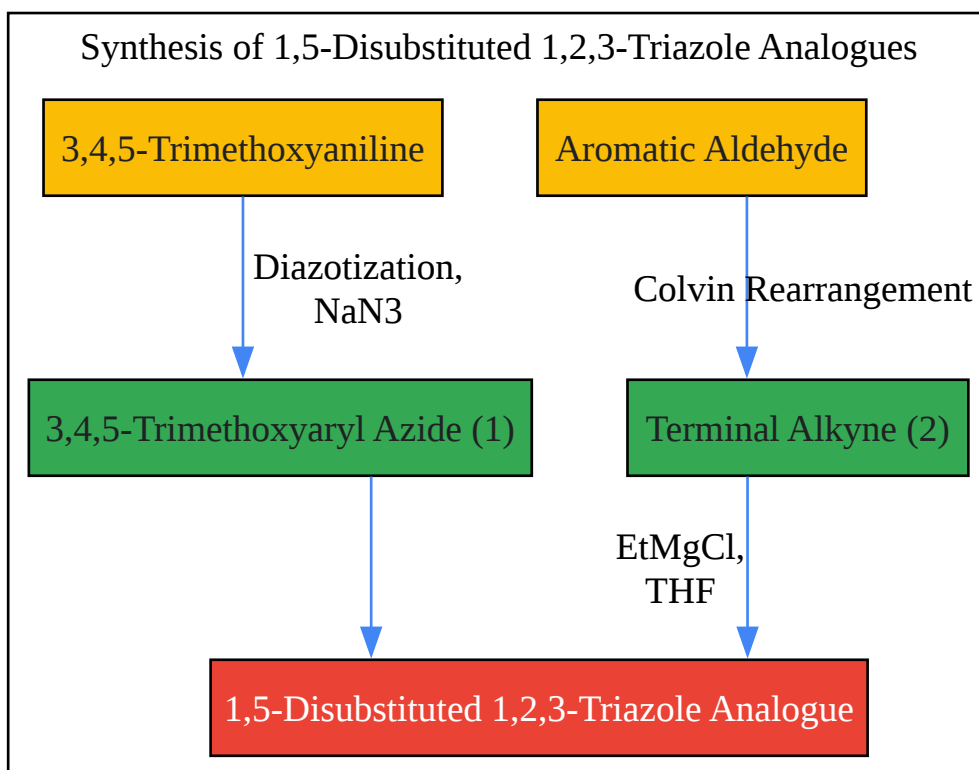 Synthesis of 1,5-Disubstituted 1,2,3-Triazole Analogues
3,4,5-Trimethoxyaniline
Aromatic Aldehyde
Diazotization,
NaN3
Colvin Rearrangement
3,4,5-Trimethoxyaryl Azide (1)
Terminal Alkyne (2)
EtMgCl,
THF
1,5-Disubstituted 1,2,3-Triazole Analogue